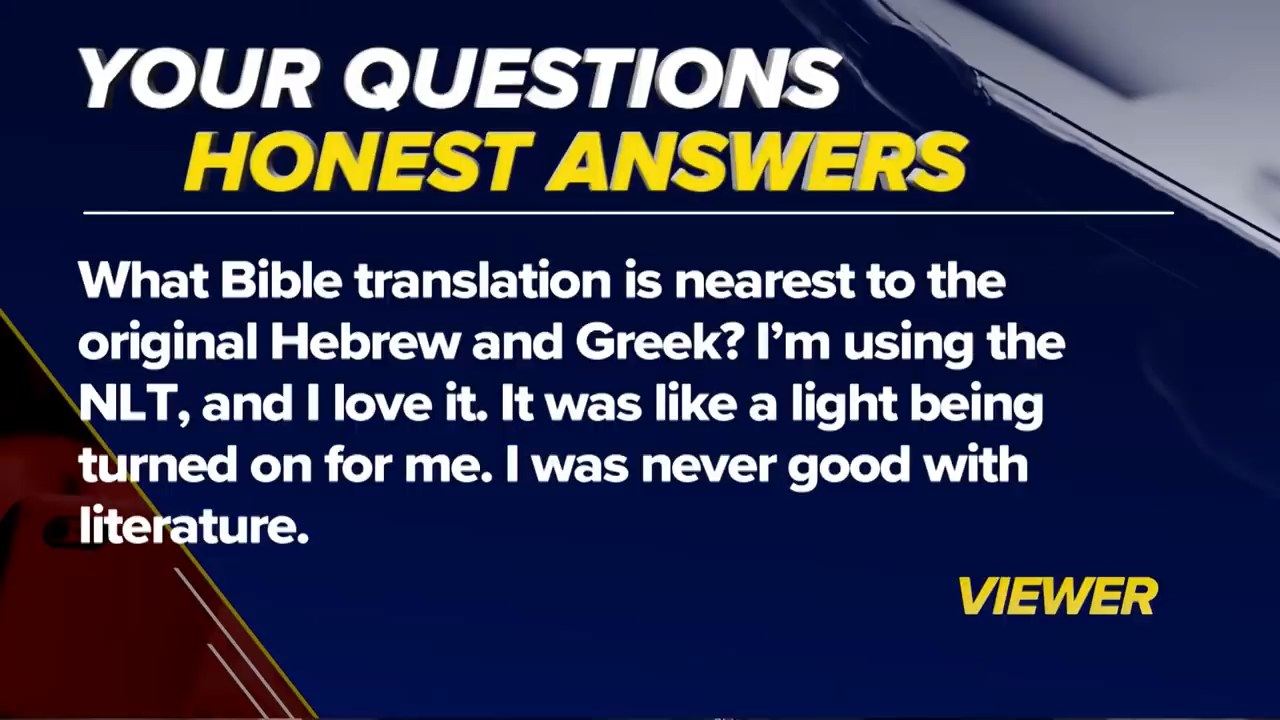 YOUR QUESTIONS
HONEST ANSWERS
What Bible translation is nearest to the
original Hebrew and Greek? I'm using the
NLT, and I love it. It was like a light being
turned on for me. I was never good with
literature.
VIEWER